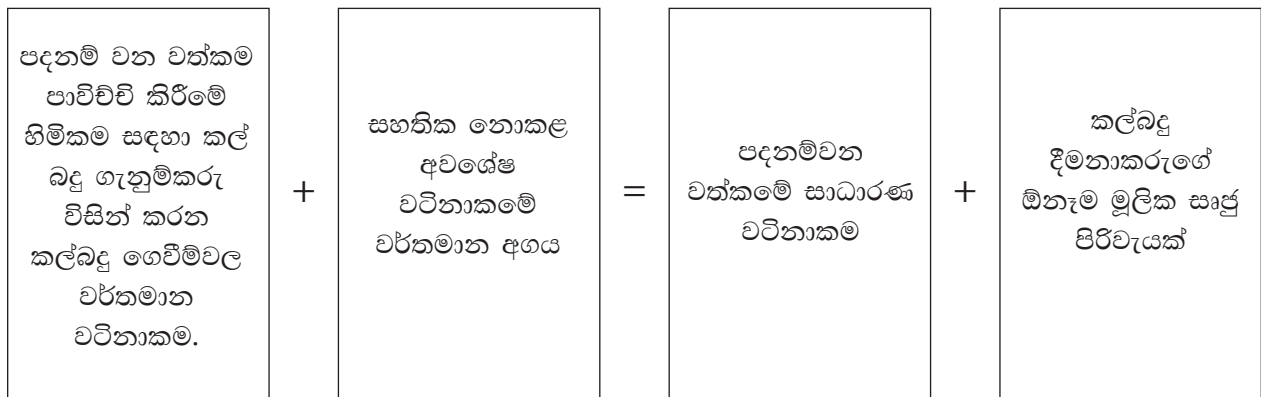 පදනම් වන වත්කම
පාවිච්චි කිරීමේ
හිමිකම සඳහා කල්
බදු ගැනුම්කරු
විසින් කරන
කල්බදු ගෙවීම්වල
වර්තමාන
වටිනාකම.
+
සහතික නොකළ
අවශේෂ
වටිනාකමේ
වර්තමාන අගය
=
පදනම්වන
වත්කමේ සාධාරණ
වටිනාකම
+
කල්බදු
දීමනාකරුගේ
ඕනෑම මූලික සෘජු
පිරිවැයක්